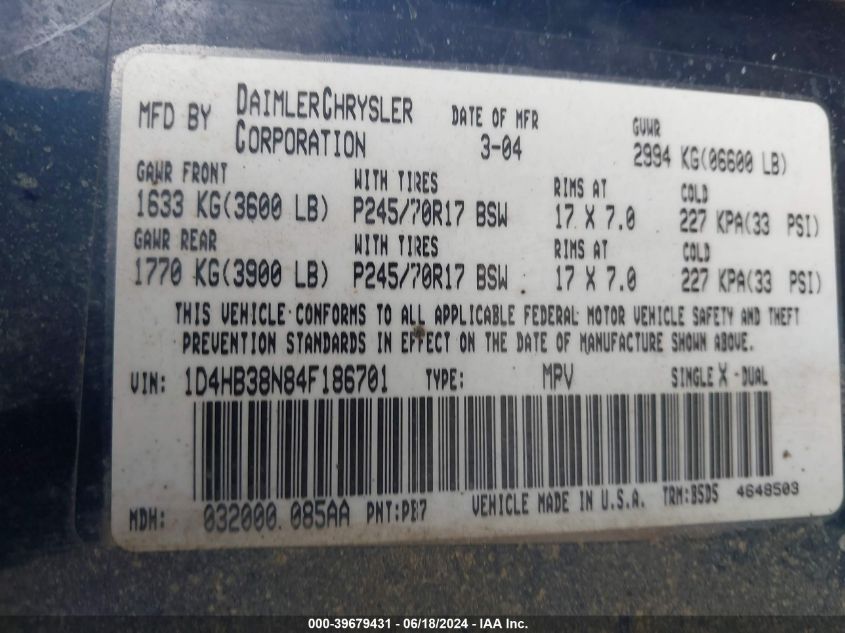 MFD BY DAIMLERCHRYSLER CORPORATION DATE OF MFR 3-04 GVWR 2994 KG(06600 LB)
GAWR FRONT WITH TIRES RIMS AT COLD
1633 KG(3600 LB) P245/70R17 BSW 17 X 7.0 227 KPA(33 PSI)
GAWR REAR WITH TIRES RIMS AT COLD
1770 KG(3900 LB) P245/70R17 BSW 17 X 7.0 227 KPA(33 PSI)
THIS VEHICLE CONFORMS TO ALL APPLICABLE FEDERAL MOTOR VEHICLE SAFETY AND THEFT
PREVENTION STANDARDS IN EFFECT ON THE DATE OF MANUFACTURE SHOWN ABOVE.
VIN: 1D4HB38N84F186701 TYPE: MPV SINGLE X DUAL
MDH: 032000 085AA PNT:PB7 VEHICLE MADE IN U.S.A. TRM:BSD5 4648503
000-39679431 - 06/18/2024 - IAA Inc.